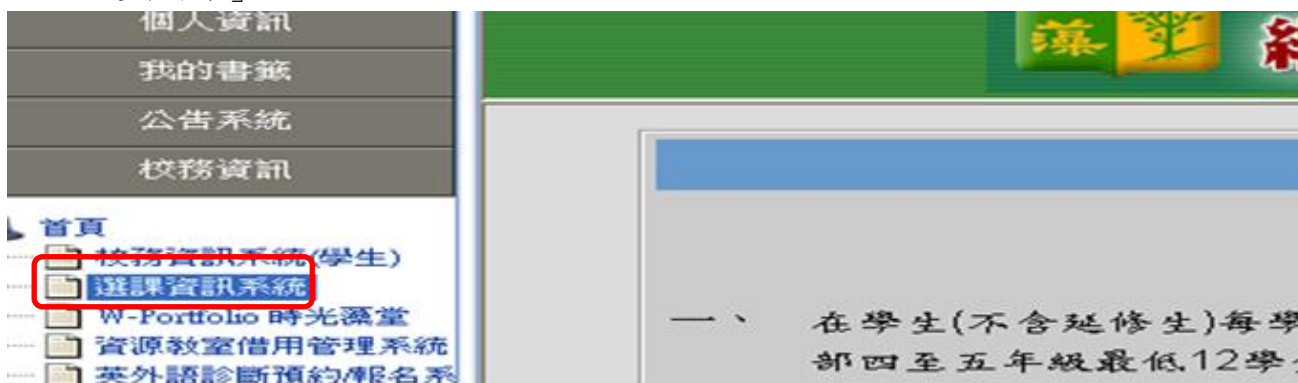 個人資訊
我的書籤
公告系統
校務資訊
首頁
校務資訊系統(學生)
選課資訊系統
W-Portfolio 時光藻堂
資源教室借用管理系統
英外語診斷預約/報名系
藻
一、 在學生(不含延修生)每學
部四至五年級最低12學